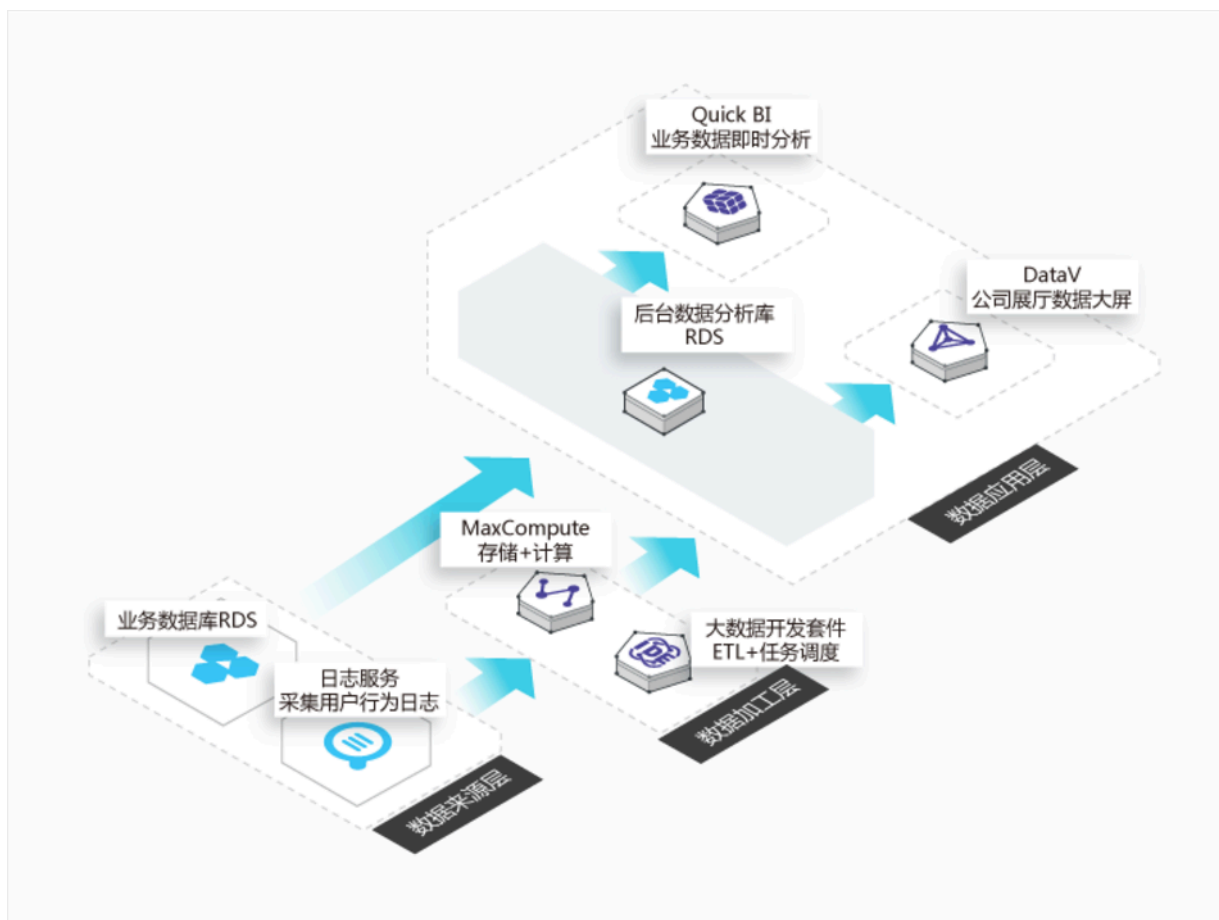 Quick BI
业务数据即时分析
DataV
公司展厅数据大屏
后台数据分析库
RDS
数据应用层
MaxCompute
存储+计算
大数据开发套件
ETL+任务调度
数据加工层
业务数据库RDS
日志服务
采集用户行为日志
数据来源层